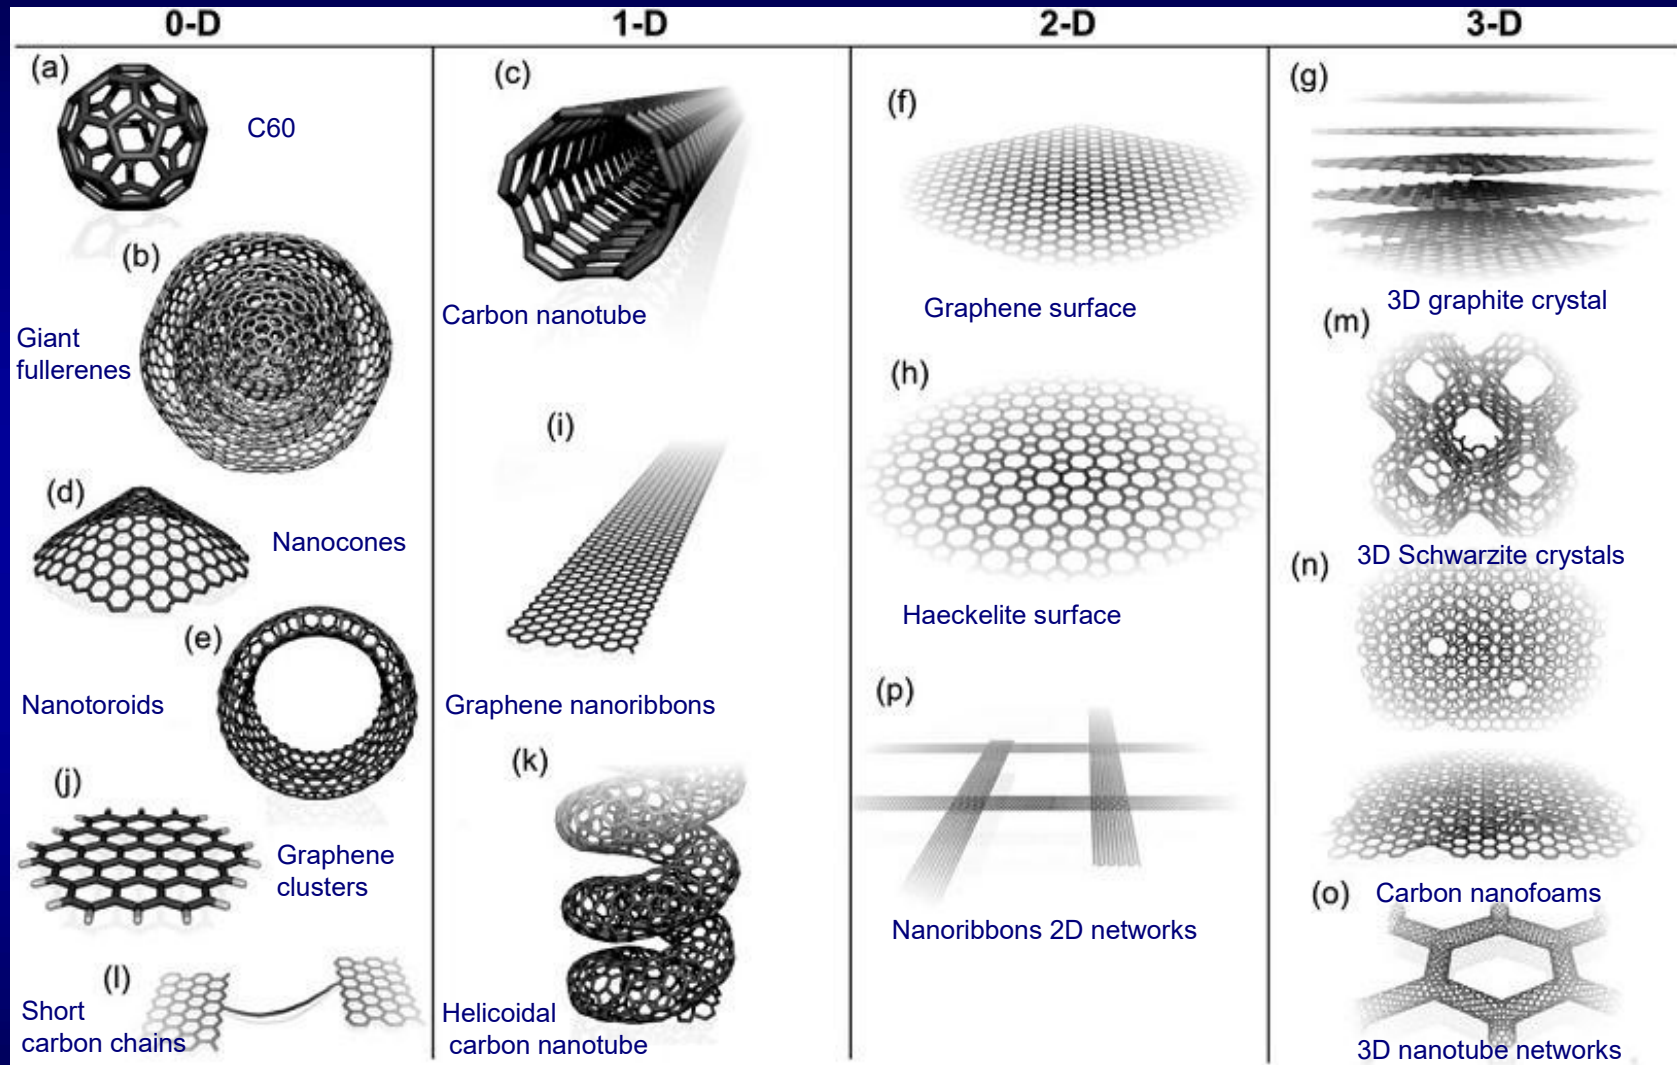 0-D
1-D
2-D
3-D
(a)
C60
(b)
Giant
fullerenes
(d)
Nanocones
(e)
Nanotoroids
(j)
Graphene
clusters
(l)
Short
carbon chains
(c)
Carbon nanotube
(i)
Graphene nanoribbons
(k)
Helicoidal
carbon nanotube
(f)
Graphene surface
(h)
Haeckelite surface
(p)
Nanoribbons 2D networks
(g)
3D graphite crystal
(m)
3D Schwarzite crystals
(n)
Carbon nanofoams
(o)
3D nanotube networks